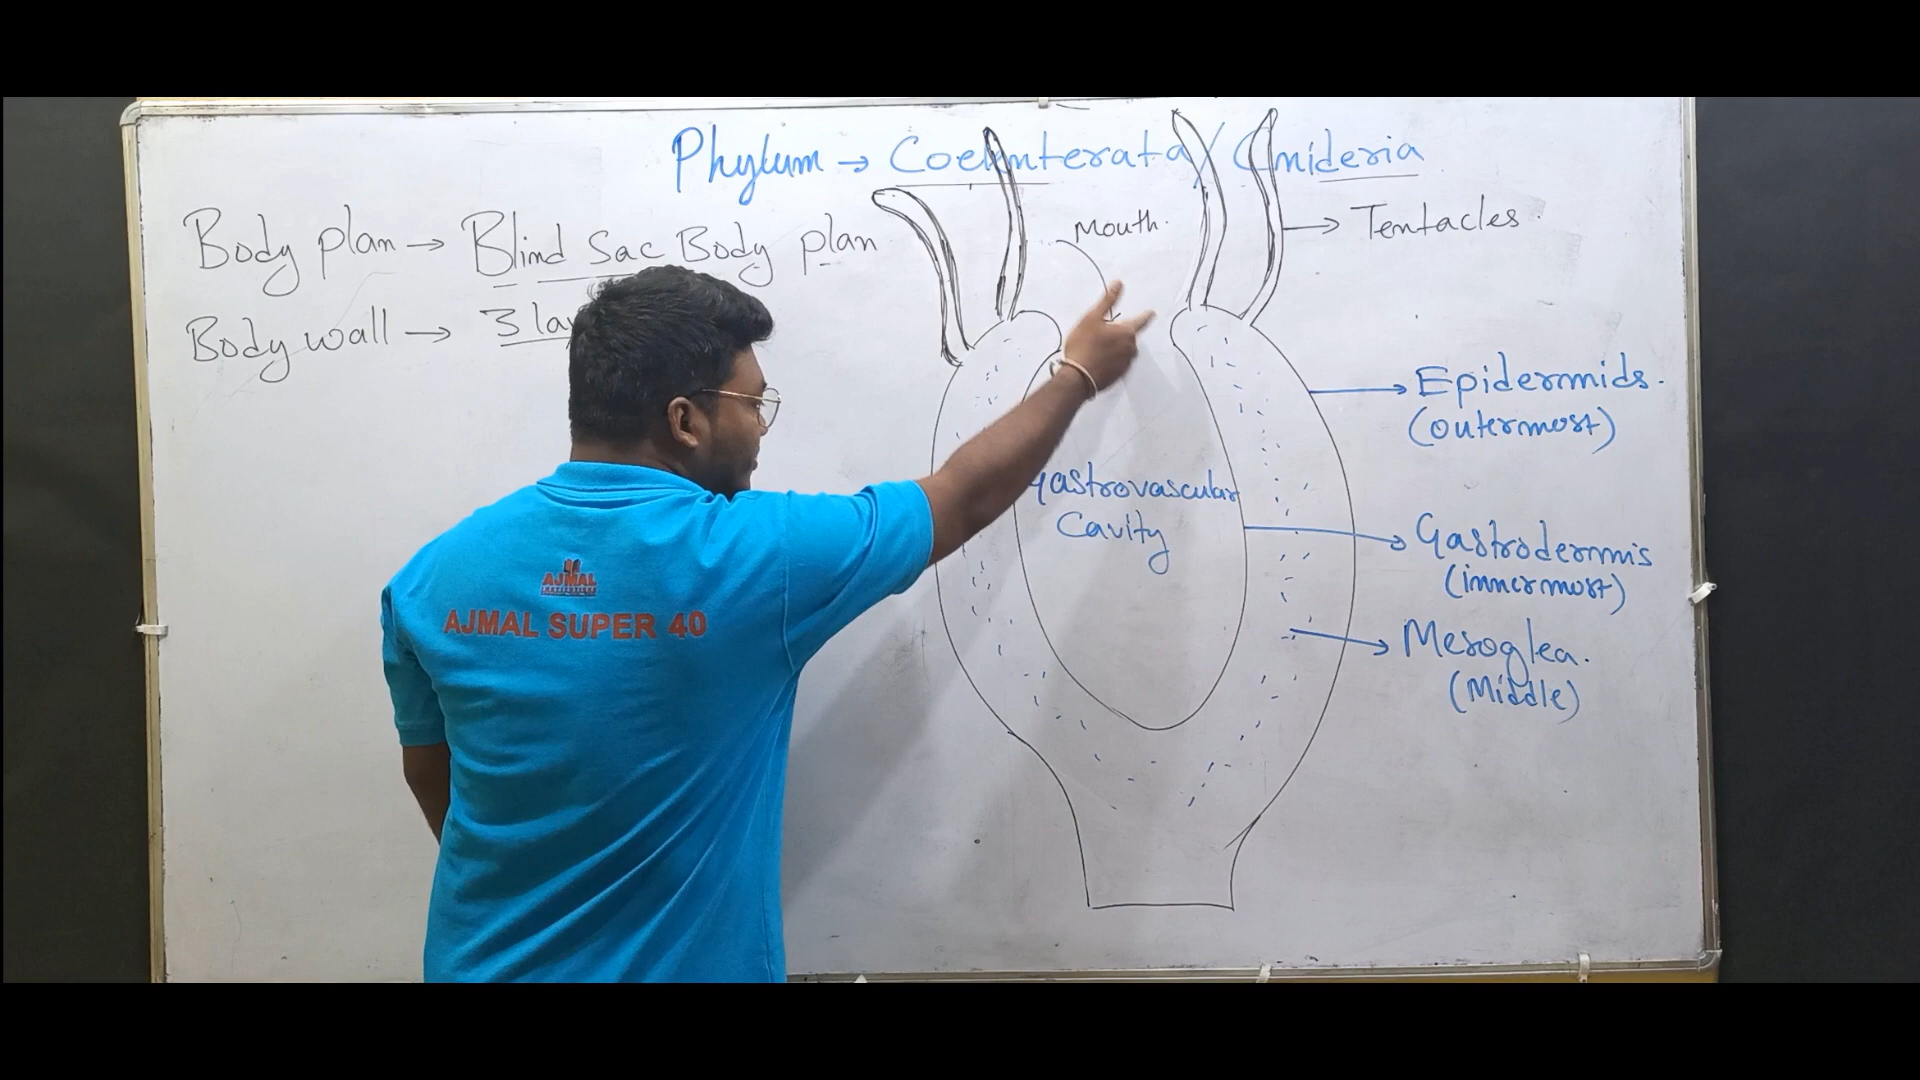 Phylum → Coelenterata / Cnideria
Body plan → Blind Sac Body plan
Body wall → 3 lay
Mouth.
→ Tentacles.
→ Epidermids.
(outermost)
Gastrovascular
Cavity
→ Gastrodermis
(innermost)
→ Mesoglea.
(Middle)
AJMAL
AJMAL SUPER 40